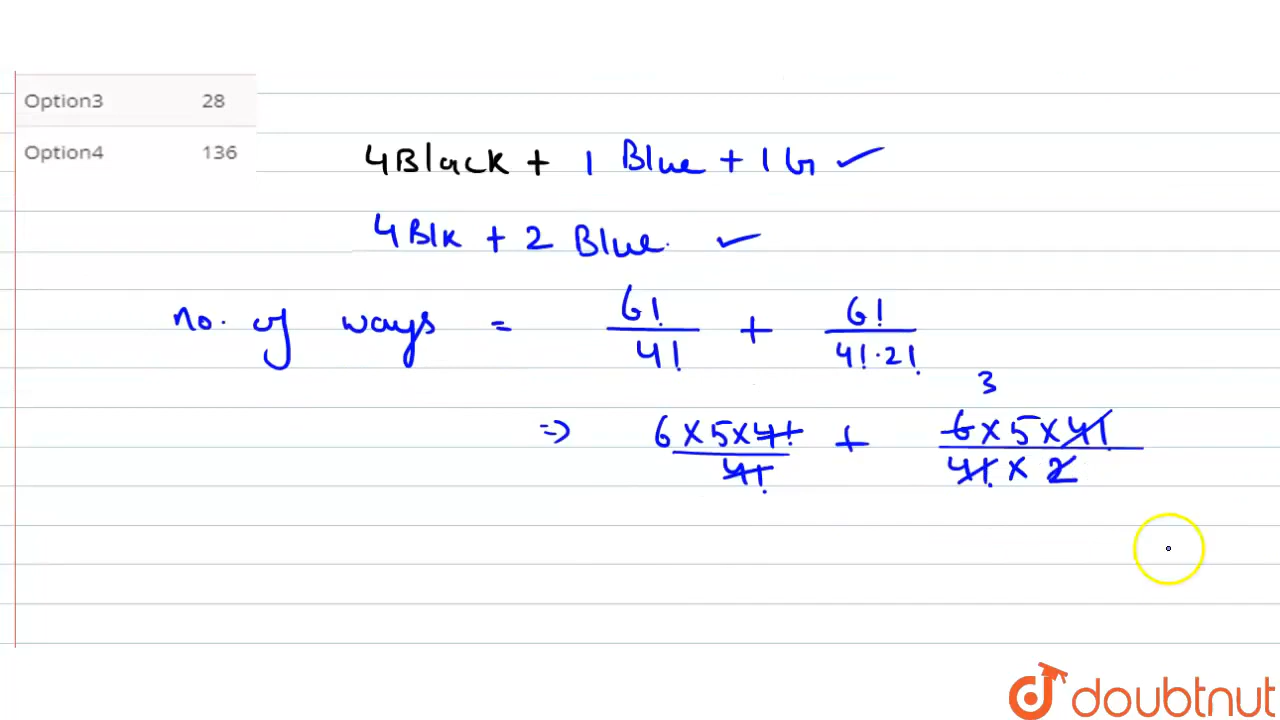 Option3 28
Option4 136
4Black + 1 Blue + 1G ✓
4Blk + 2 Blue. ✓
no. of ways = 6!/4! + 6!/4!·2!
3
=> 6×5×4!/4! + 6×5×4!/4!×2
doubtnut